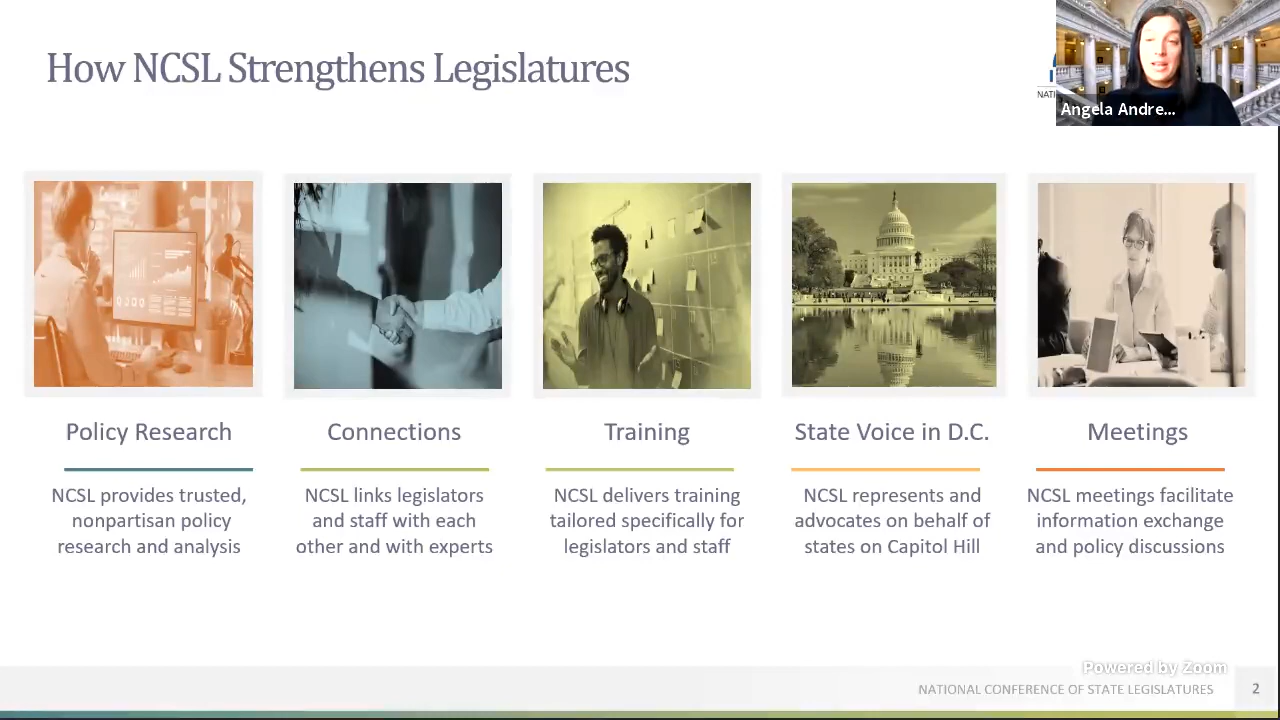 How NCSL Strengthens Legislatures
NATI
Angela Andre...
Policy Research
Connections
Training
State Voice in D.C.
Meetings
NCSL provides trusted,
nonpartisan policy
research and analysis
NCSL links legislators
and staff with each
other and with experts
NCSL delivers training
tailored specifically for
legislators and staff
NCSL represents and
advocates on behalf of
states on Capitol Hill
NCSL meetings facilitate
information exchange
and policy discussions
Powered by Zoom
NATIONAL CONFERENCE OF STATE LEGISLATURES
2